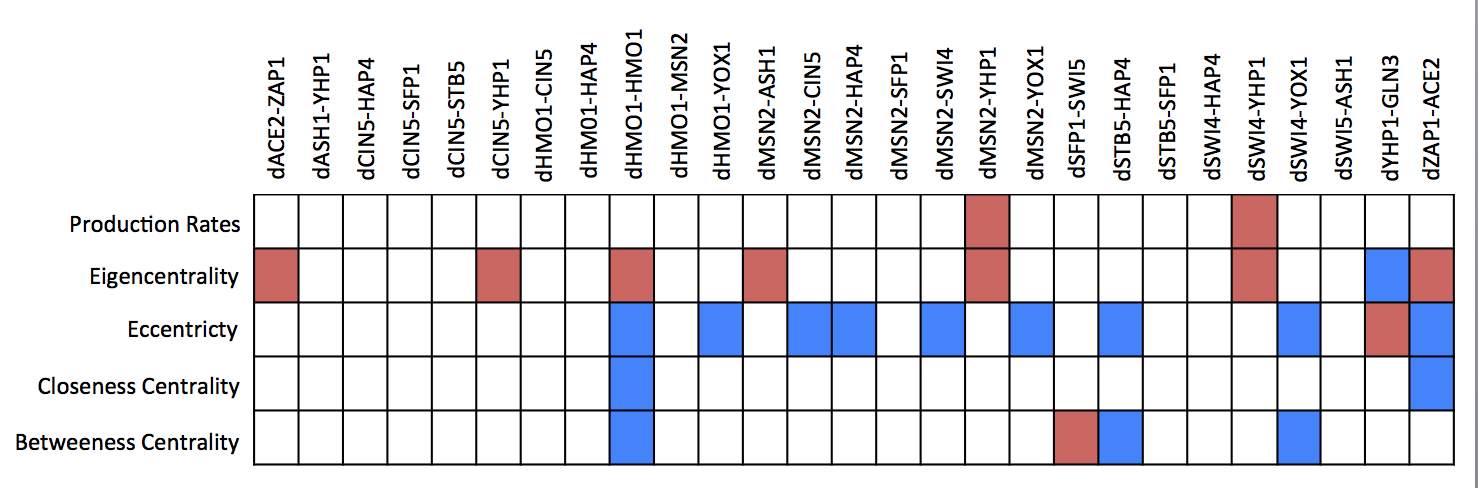 dACE2-ZAP1
dASH1-YHP1
dCIN5-HAP4
dCIN5-SFP1
dCIN5-STB5
dCIN5-YHP1
dHMO1-CIN5
dHMO1-HAP4
dHMO1-HMO1
dHMO1-MSN2
dHMO1-YOX1
dMSN2-ASH1
dMSN2-CIN5
dMSN2-HAP4
dMSN2-SFP1
dMSN2-SWI4
dMSN2-YHP1
dMSN2-YOX1
dSFP1-SWI5
dSTB5-HAP4
dSTB5-SFP1
dSWI4-HAP4
dSWI4-YHP1
dSWI4-YOX1
dSWI5-ASH1
dYHP1-GLN3
dZAP1-ACE2
Production Rates
Eigencentrality
Eccentricty
Closeness Centrality
Betweeness Centrality